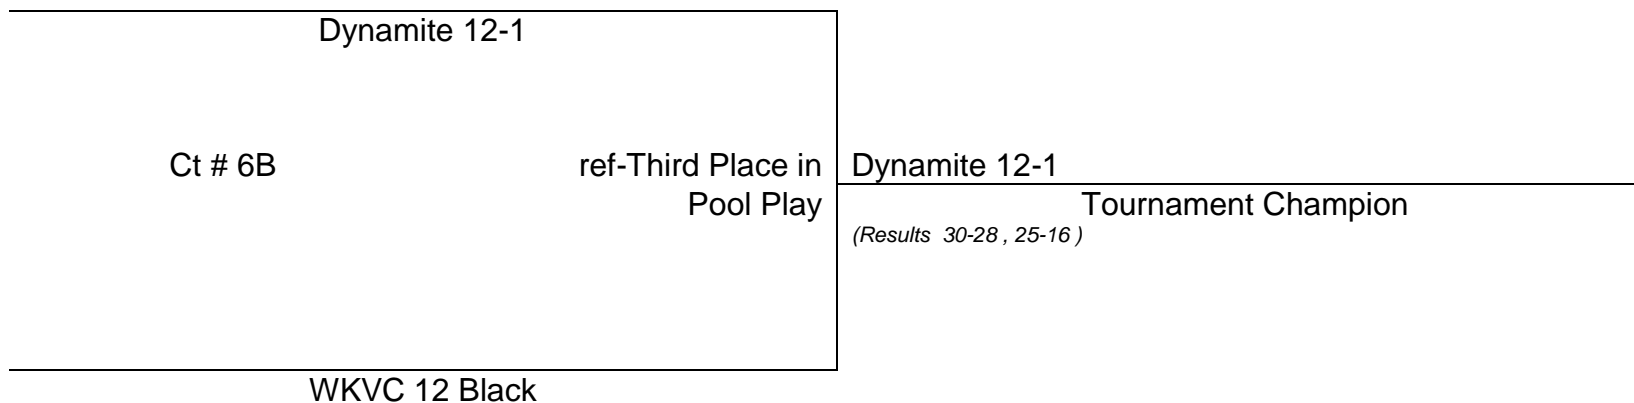 Dynamite 12-1
Ct # 6B
ref-Third Place in
Pool Play
Dynamite 12-1
Tournament Champion
(Results 30-28 , 25-16 )
WKVC 12 Black